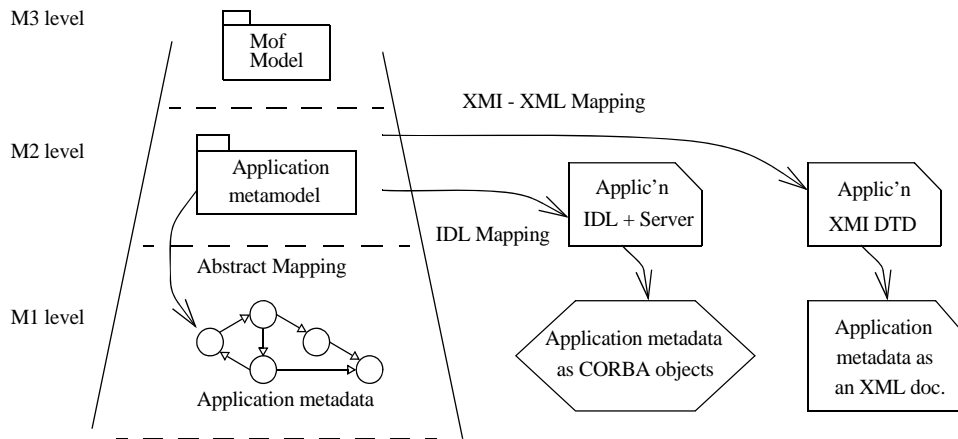 M3 level
Mof
Model
XMI - XML Mapping
M2 level
Application
metamodel
Applic'n
IDL + Server
Applic'n
XMI DTD
IDL Mapping
Abstract Mapping
M1 level
Application metadata
as CORBA objects
Application
metadata as
an XML doc.
Application metadata